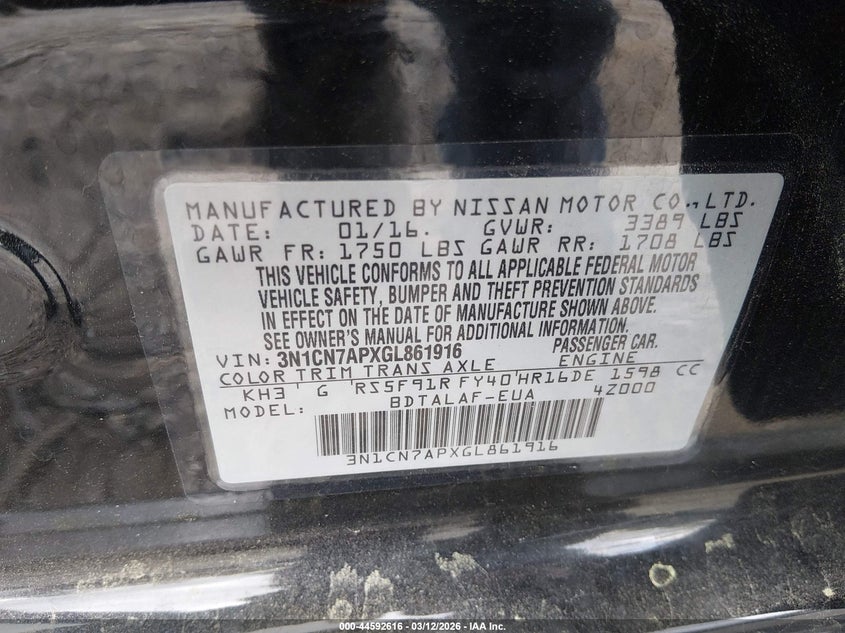 MANUFACTURED BY NISSAN MOTOR CO.,LTD.
DATE: 01/16. GVWR: 3389 LBS
GAWR FR: 1750 LBS GAWR RR: 1708 LBS
THIS VEHICLE CONFORMS TO ALL APPLICABLE FEDERAL MOTOR
VEHICLE SAFETY, BUMPER AND THEFT PREVENTION STANDARDS
IN EFFECT ON THE DATE OF MANUFACTURE SHOWN ABOVE.
SEE OWNER'S MANUAL FOR ADDITIONAL INFORMATION.
VIN: 3N1CN7APXGL861916 PASSENGER CAR.
COLOR TRIM TRANS AXLE ENGINE
KH3 G RS5F91R FY40 HR16DE 1598 CC
MODEL: BDTALAF-EUA 4Z000
3N1CN7APXGL861916
000-44592616 - 03/12/2026 - IAA Inc.